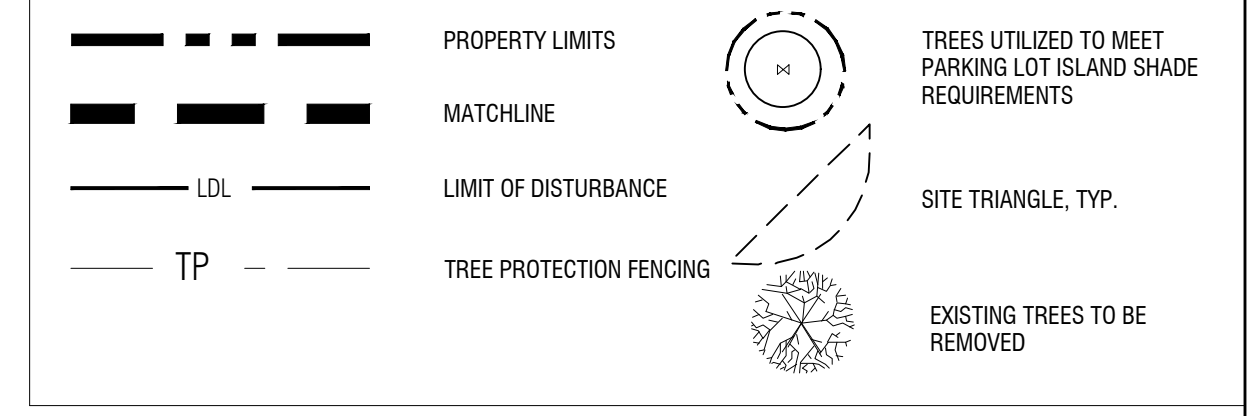 PROPERTY LIMITS
MATCHLINE
LDL
LIMIT OF DISTURBANCE
TP
TREE PROTECTION FENCING
TREES UTILIZED TO MEET
PARKING LOT ISLAND SHADE
REQUIREMENTS
SITE TRIANGLE, TYP.
EXISTING TREES TO BE
REMOVED